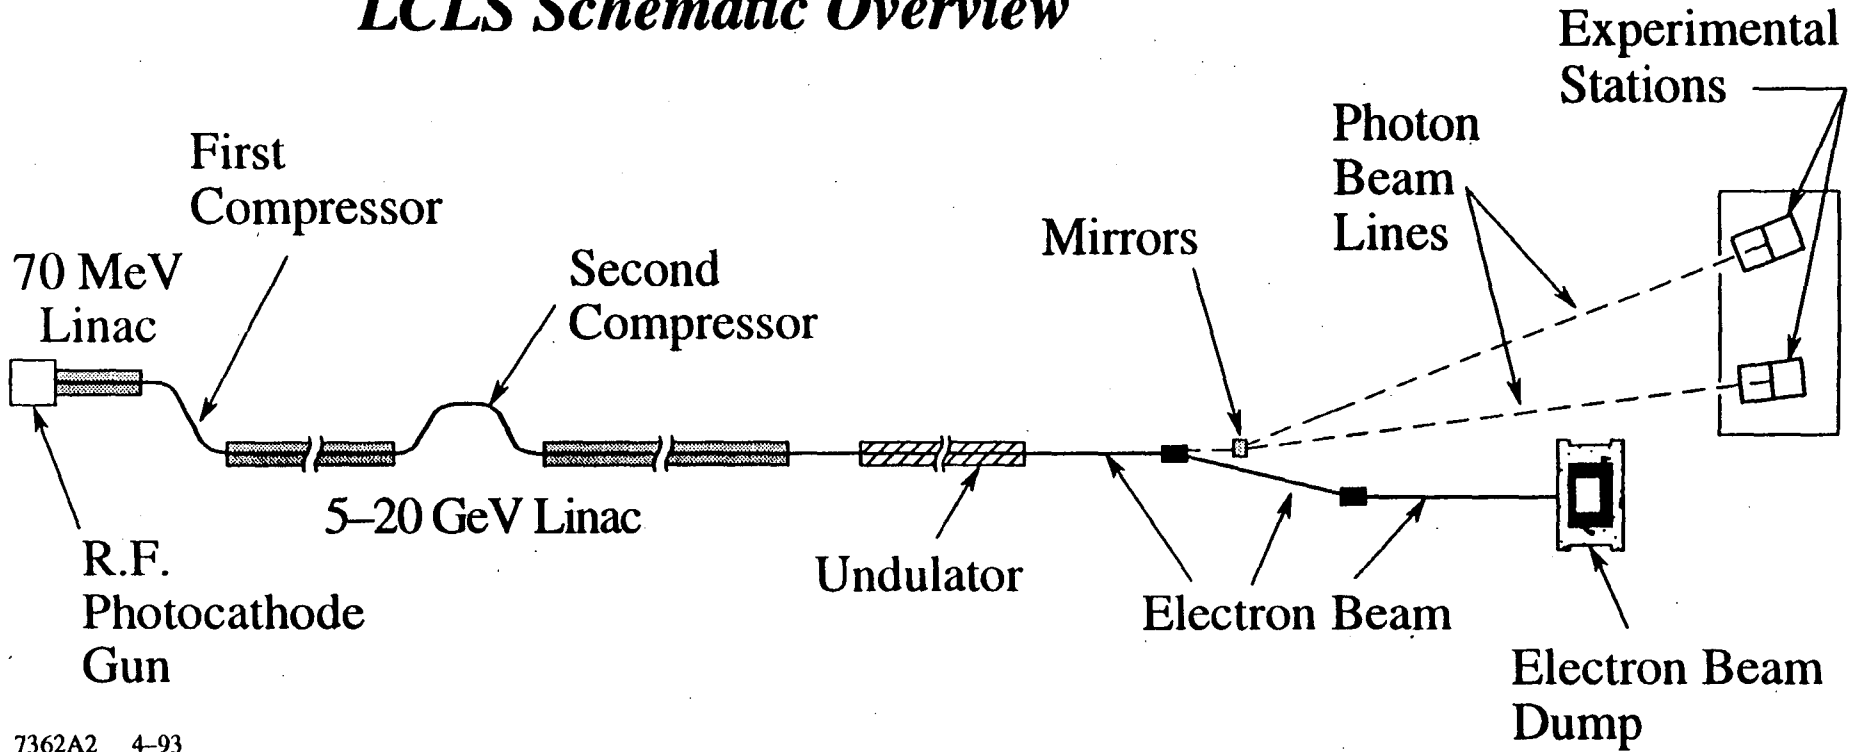 LCLS Schematic Overview
Experimental
Stations
Photon
Beam
Lines
First
Compressor
Mirrors
70 MeV
Linac
Second
Compressor
5–20 GeV Linac
R.F.
Photocathode
Gun
Undulator
Electron Beam
Electron Beam
Dump
7362A2 4–93